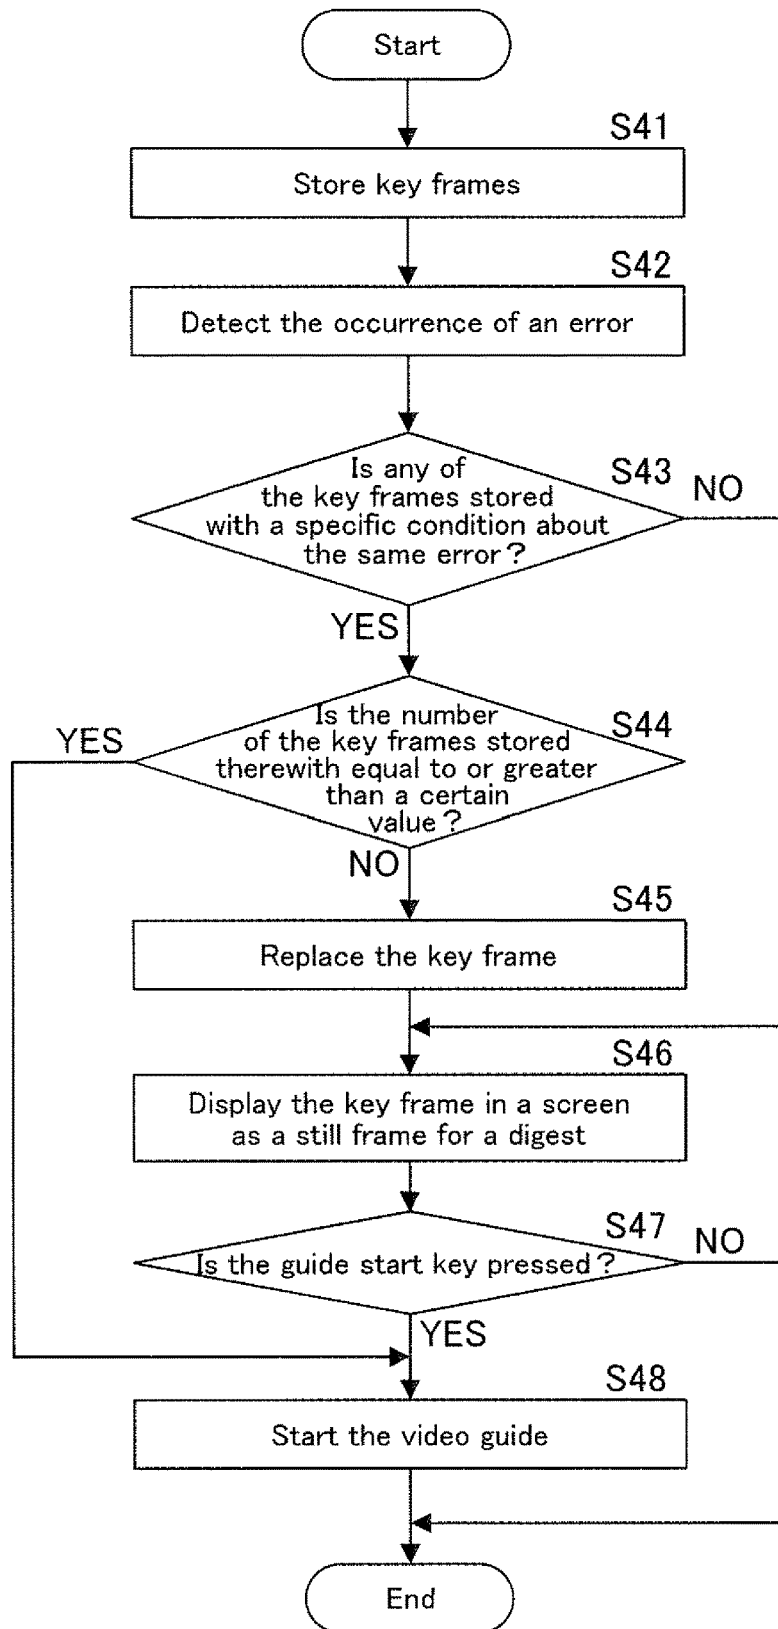 Start
S41
Store key frames
S42
Detect the occurrence of an error
S43
Is any of
the key frames stored
with a specific condition about
the same error?
NO
YES
S44
Is the number
of the key frames stored
therewith equal to or greater
than a certain
value?
YES
NO
S45
Replace the key frame
S46
Display the key frame in a screen
as a still frame for a digest
S47
Is the guide start key pressed?
NO
YES
S48
Start the video guide
End